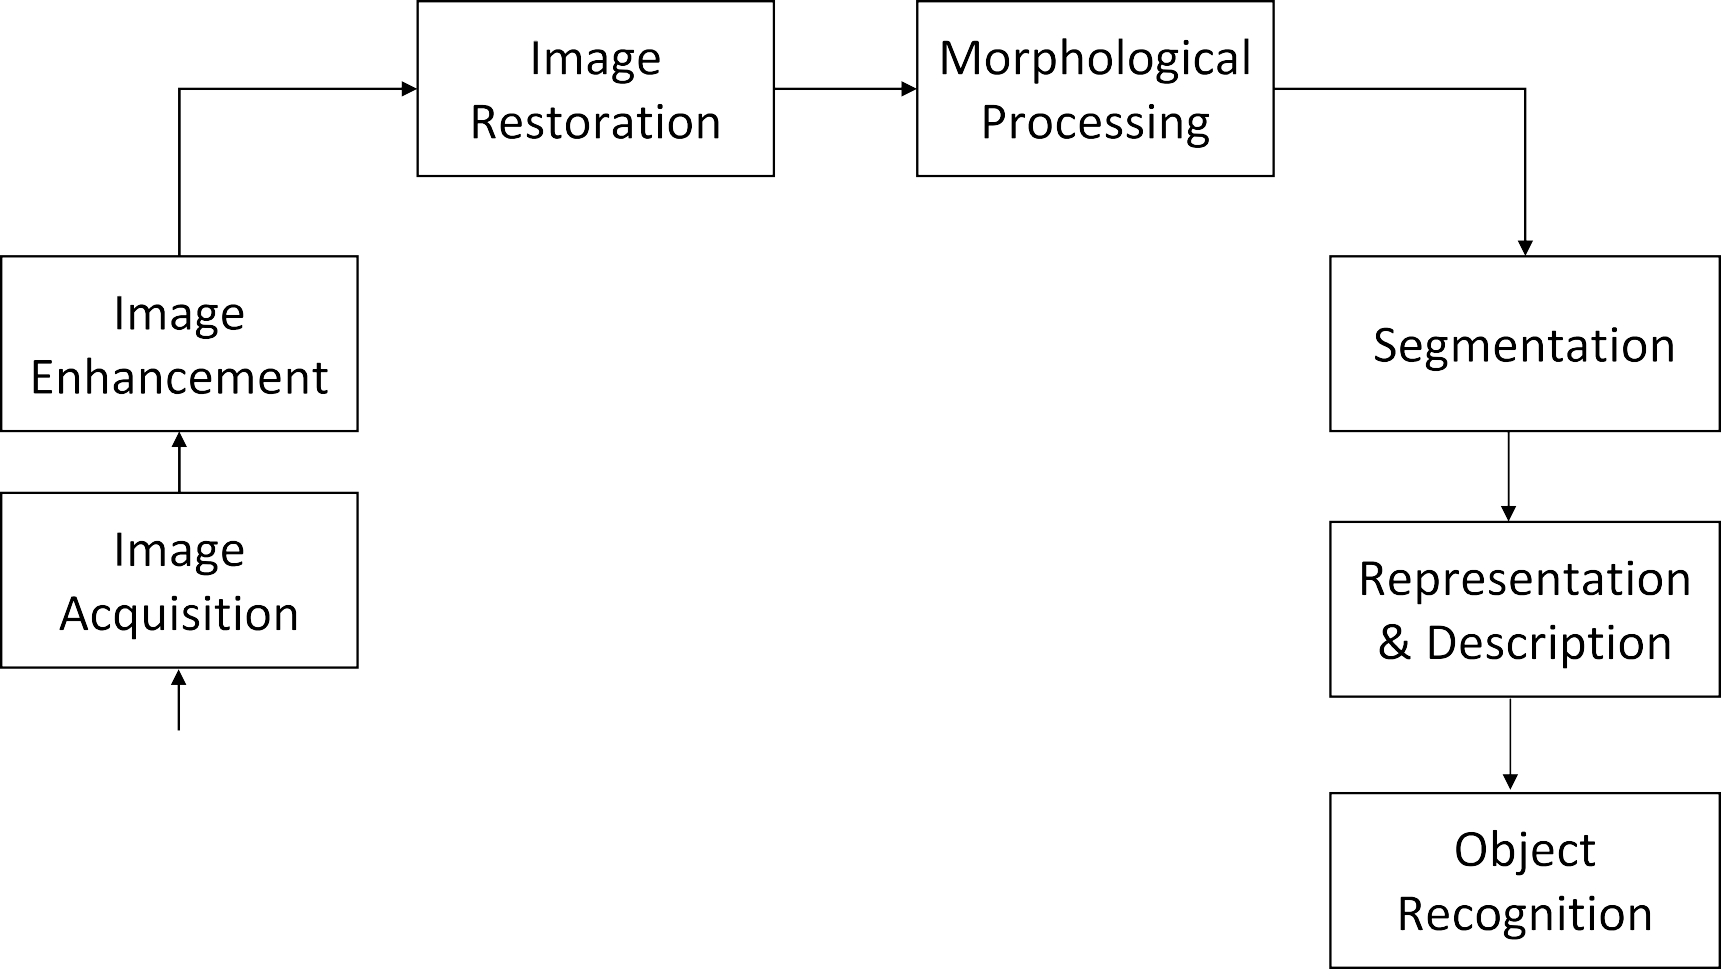 Image
Restoration
Morphological
Processing
Image
Enhancement
Segmentation
Image
Acquisition
Representation
& Description
Object
Recognition